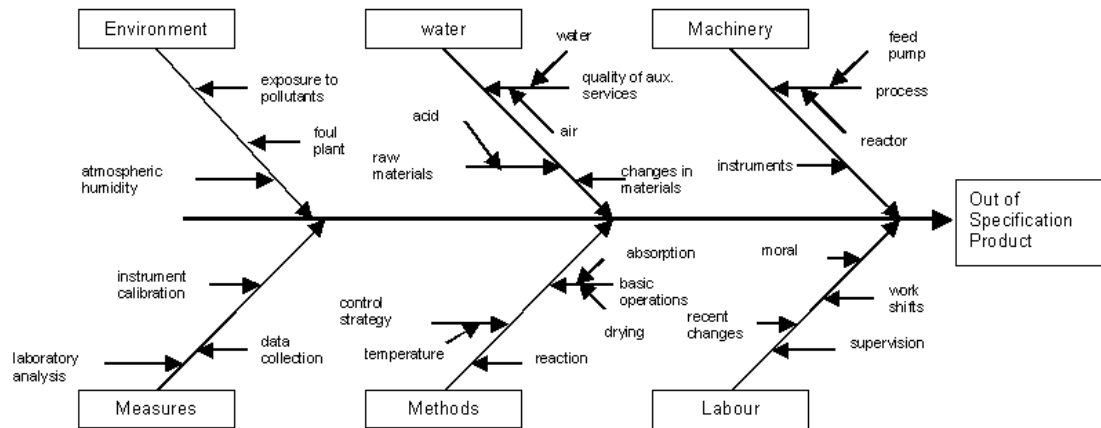 Environment
water
Machinery
water
feed
pump
exposure to
pollutants
quality of aux.
services
process
acid
air
foul
plant
reactor
atmospheric
humidity
raw
materials
changes in
materials
instruments
Out of
Specification
Product
instrument
calibration
absorption
moral
basic
operations
control
strategy
work
shifts
recent
changes
drying
data
collection
laboratory
analysis
temperature
reaction
supervision
Measures
Methods
Labour